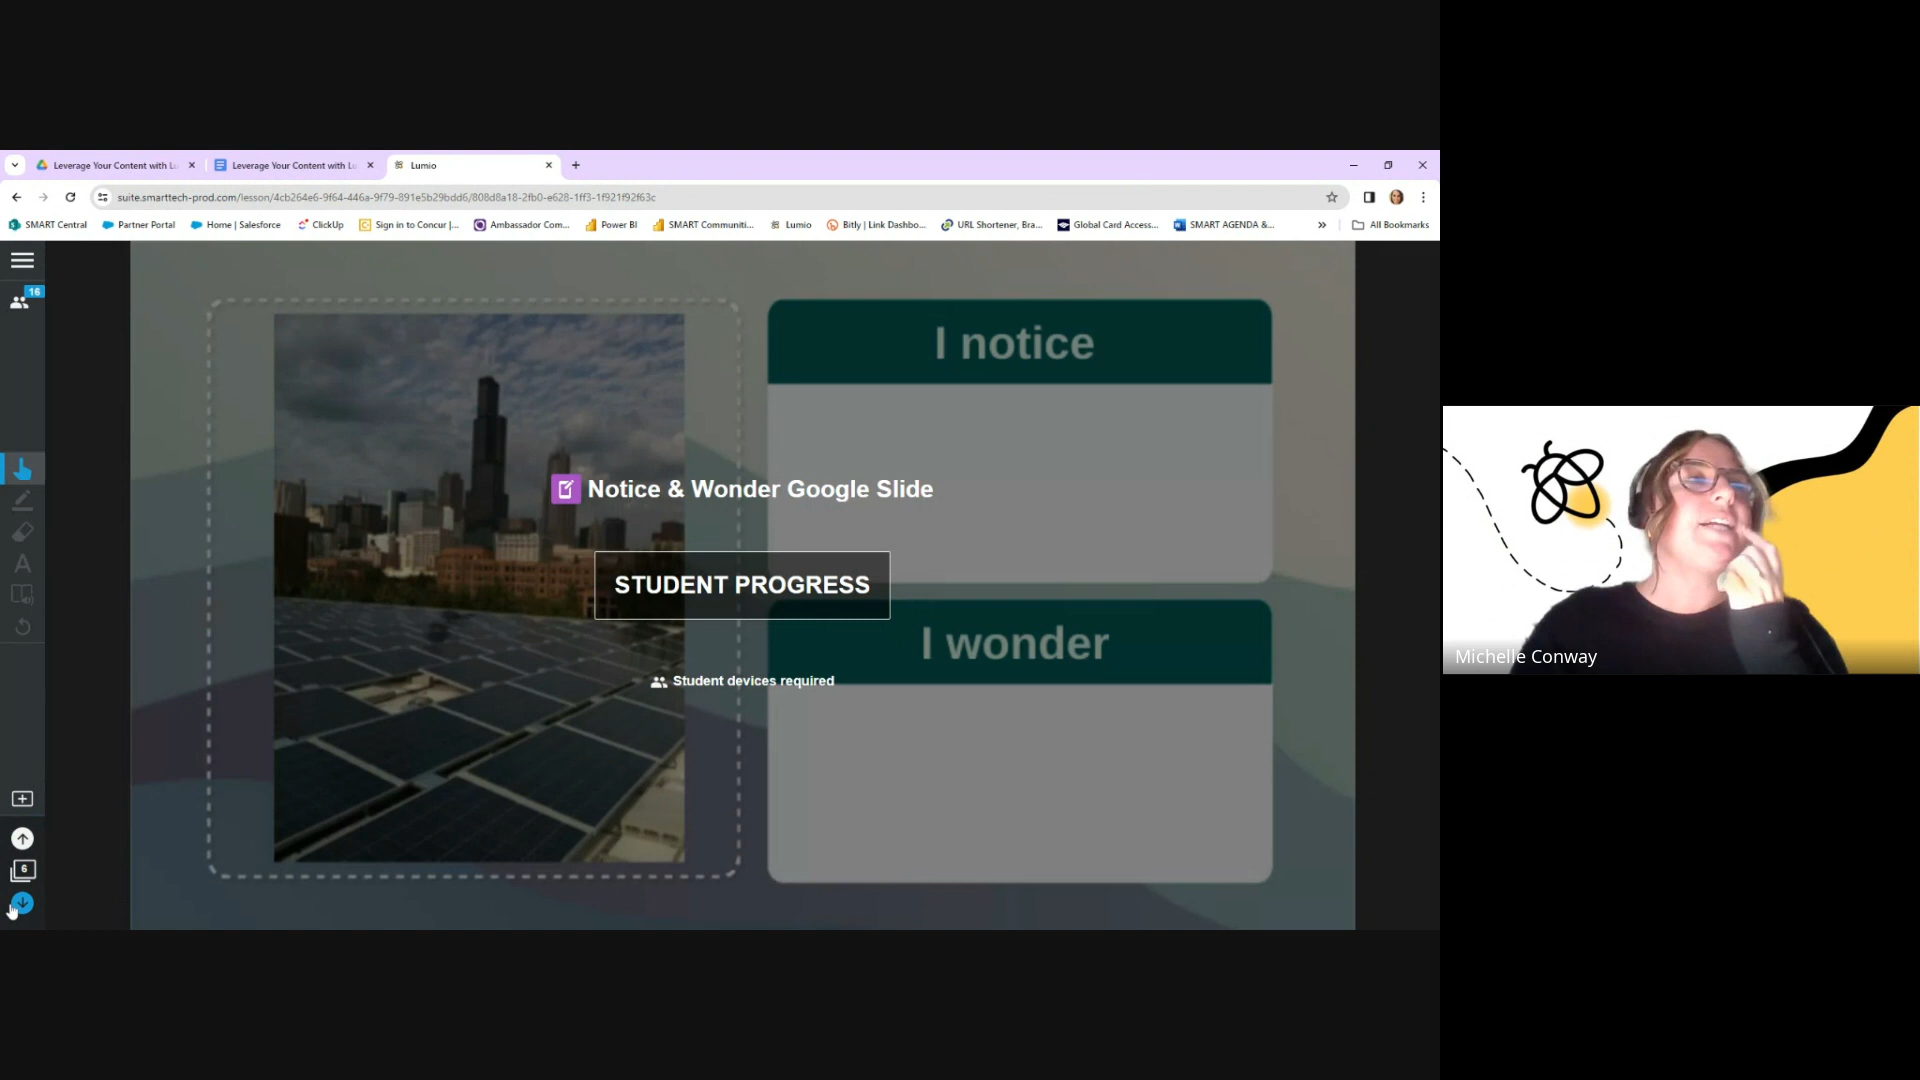 Leverage Your Content with Lu
Leverage Your Content with Lu
Lumio
suite.smarttech-prod.com/lesson/4cb264e6-9f64-446a-9f79-891e5b29bdd6/808d8a18-2fb0-e628-1ff3-1f921f92f63c
SMART Central
Partner Portal
Home | Salesforce
ClickUp
Sign in to Concur |...
Ambassador Com...
Power BI
SMART Communiti...
Lumio
Bitly | Link Dashbo...
URL Shortener, Bra...
Global Card Access...
SMART AGENDA &...
All Bookmarks
16
I notice
Notice & Wonder Google Slide
STUDENT PROGRESS
I wonder
Student devices required
A
6
Michelle Conway